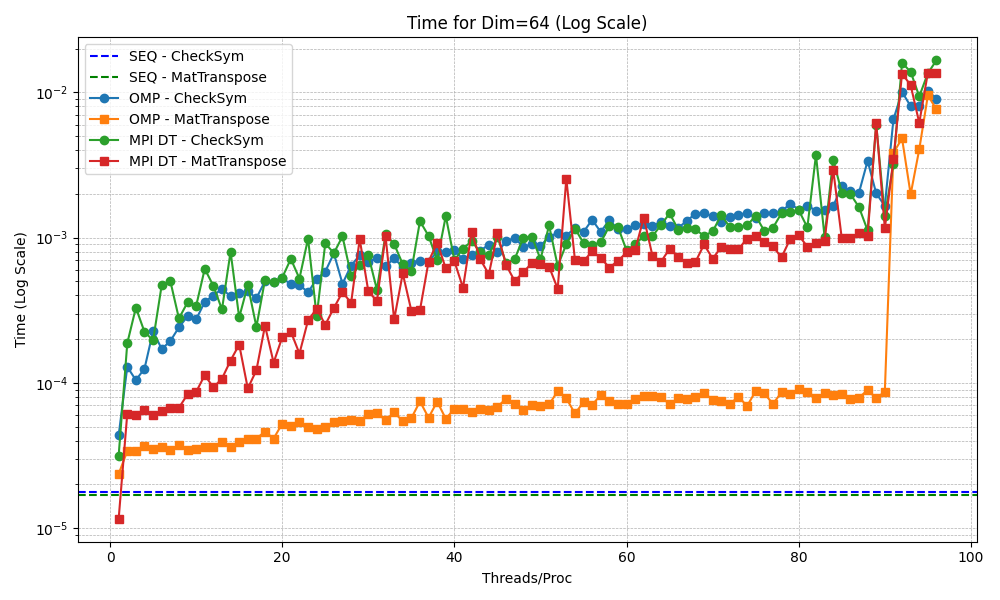 Time for Dim=64 (Log Scale)
SEQ - CheckSym
SEQ - MatTranspose
OMP - CheckSym
OMP - MatTranspose
MPI DT - CheckSym
MPI DT - MatTranspose
Time (Log Scale)
10⁻²
10⁻³
10⁻⁴
10⁻⁵
0 20 40 60 80 100
Threads/Proc